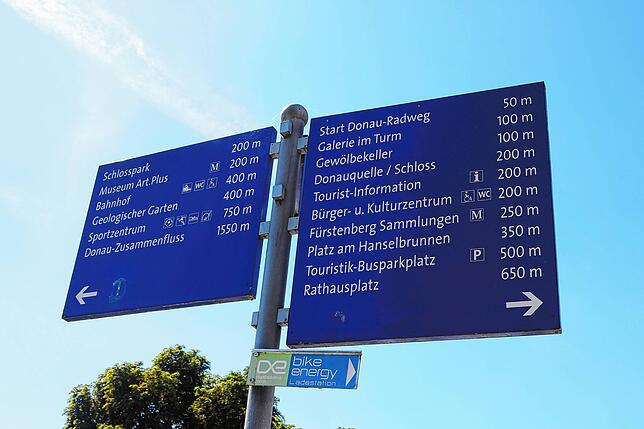 Schlosspark 200 m
Museum Art.Plus M 200 m
Bahnhof WC 400 m
Geologischer Garten 400 m
Sportzentrum 750 m
Donau-Zusammenfluss 1550 m
Start Donau-Radweg 50 m
Galerie im Turm 100 m
Gewölbekeller 100 m
Donauquelle / Schloss 200 m
Tourist-Information i 200 m
Bürger- u. Kulturzentrum WC 200 m
Fürstenberg Sammlungen M 250 m
Platz am Hanselbrunnen 350 m
Touristik-Busparkplatz P 500 m
Rathausplatz 650 m
bike
energy
Ladestation